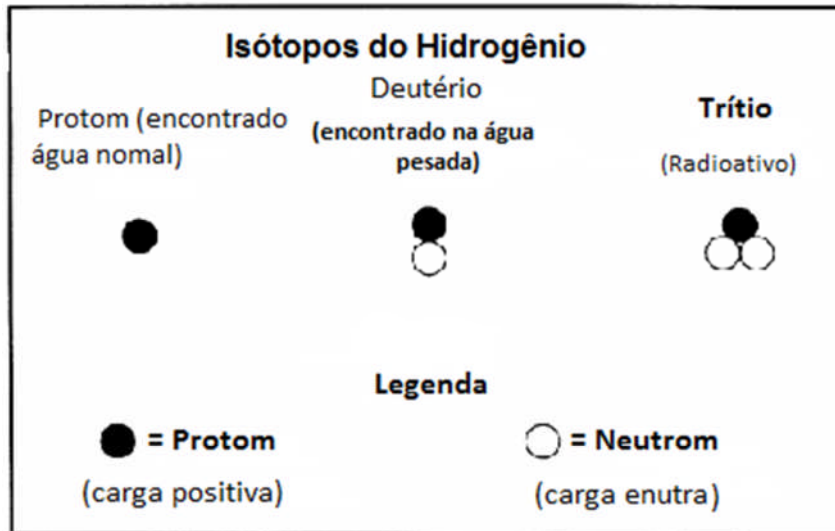 Isótopos do Hidrogênio
Protom (encontrado
água nomal)
Deutério
(encontrado na água
pesada)
Trítio
(Radioativo)
Legenda
= Protom
(carga positiva)
= Neutrom
(carga enutra)